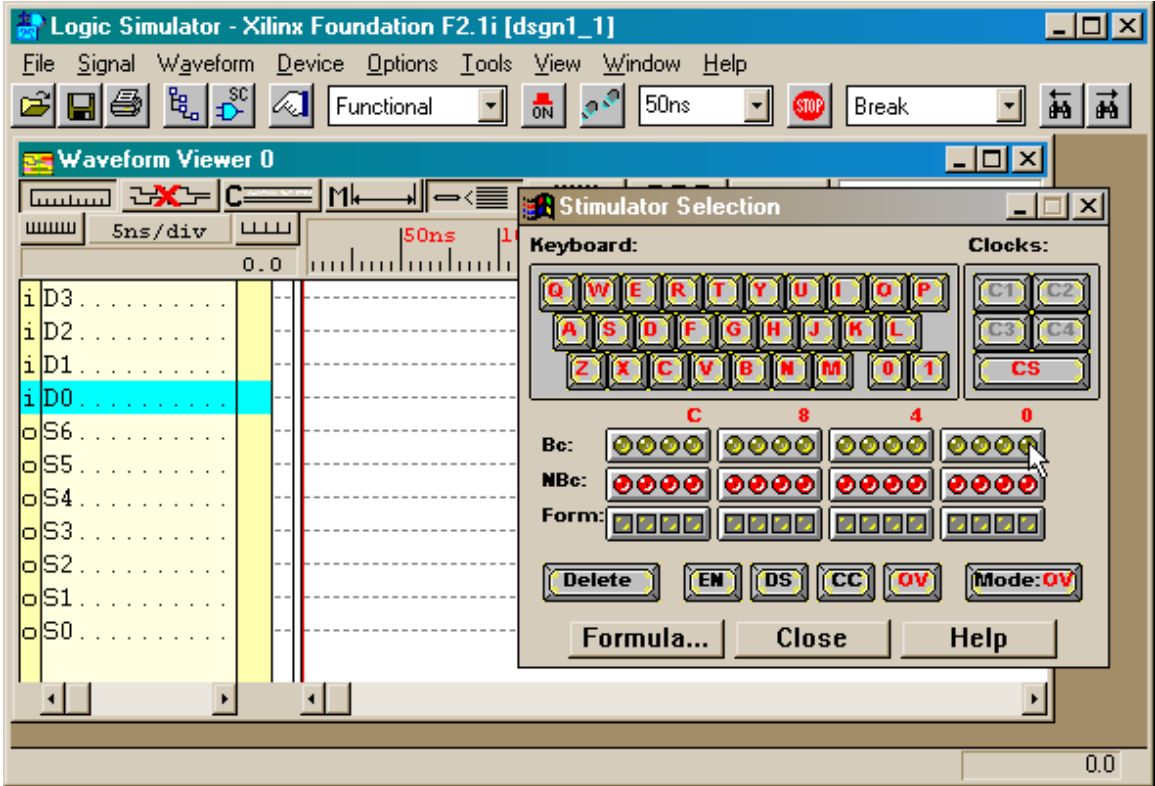 Logic Simulator - Xilinx Foundation F2.1i [dsgn1_1]
File Signal Waveform Device Options Tools View Window Help
SC Functional ON 50ns STOP Break
Waveform Viewer 0
C M
5ns/div 50ns
0.0
i D3..........
i D2..........
i D1..........
i D0..........
o S6..........
o S5..........
o S4..........
o S3..........
o S2..........
o S1..........
o S0..........
Stimulator Selection
Keyboard: Clocks:
Q W E R T Y U I O P C1 C2
A S D F G H J K L C3 C4
Z X C V B N M 0 1 CS
C 8 4 0
Bc:
NBc:
Form:
Delete EN DS CC OV Mode:OV
Formula... Close Help
0.0